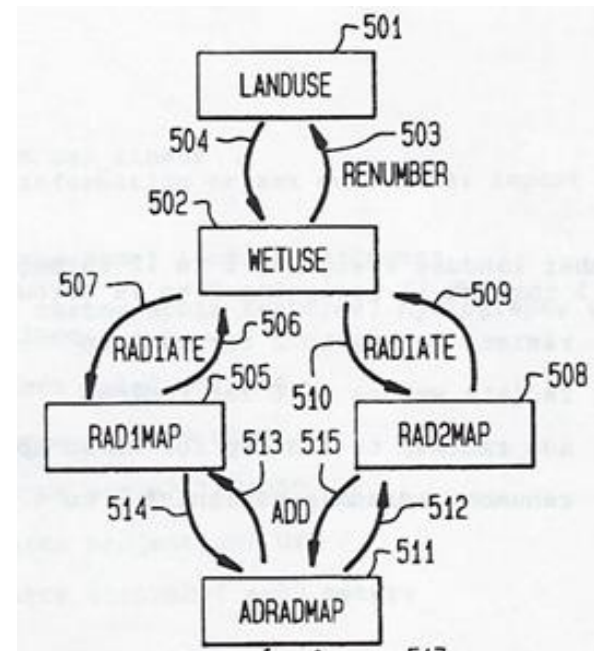 501
LANDUSE
504
503
RENUMBER
502
WETUSE
507
509
506
RADIATE
RADIATE
510
505
508
RAD1MAP
513
515
RAD2MAP
514
ADD
512
511
ADRADMAP